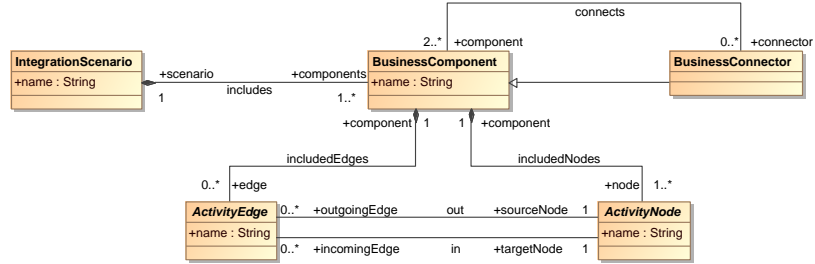 connects
2..* +component
0..* +connector
IntegrationScenario
+name : String
+scenario
1
includes
+components
1..*
BusinessComponent
+name : String
BusinessConnector
+component 1
1 +component
includedEdges
includedNodes
0..* +edge
+node 1..*
ActivityEdge
+name : String
0..* +outgoingEdge out +sourceNode 1
0..* +incomingEdge in +targetNode 1
ActivityNode
+name : String